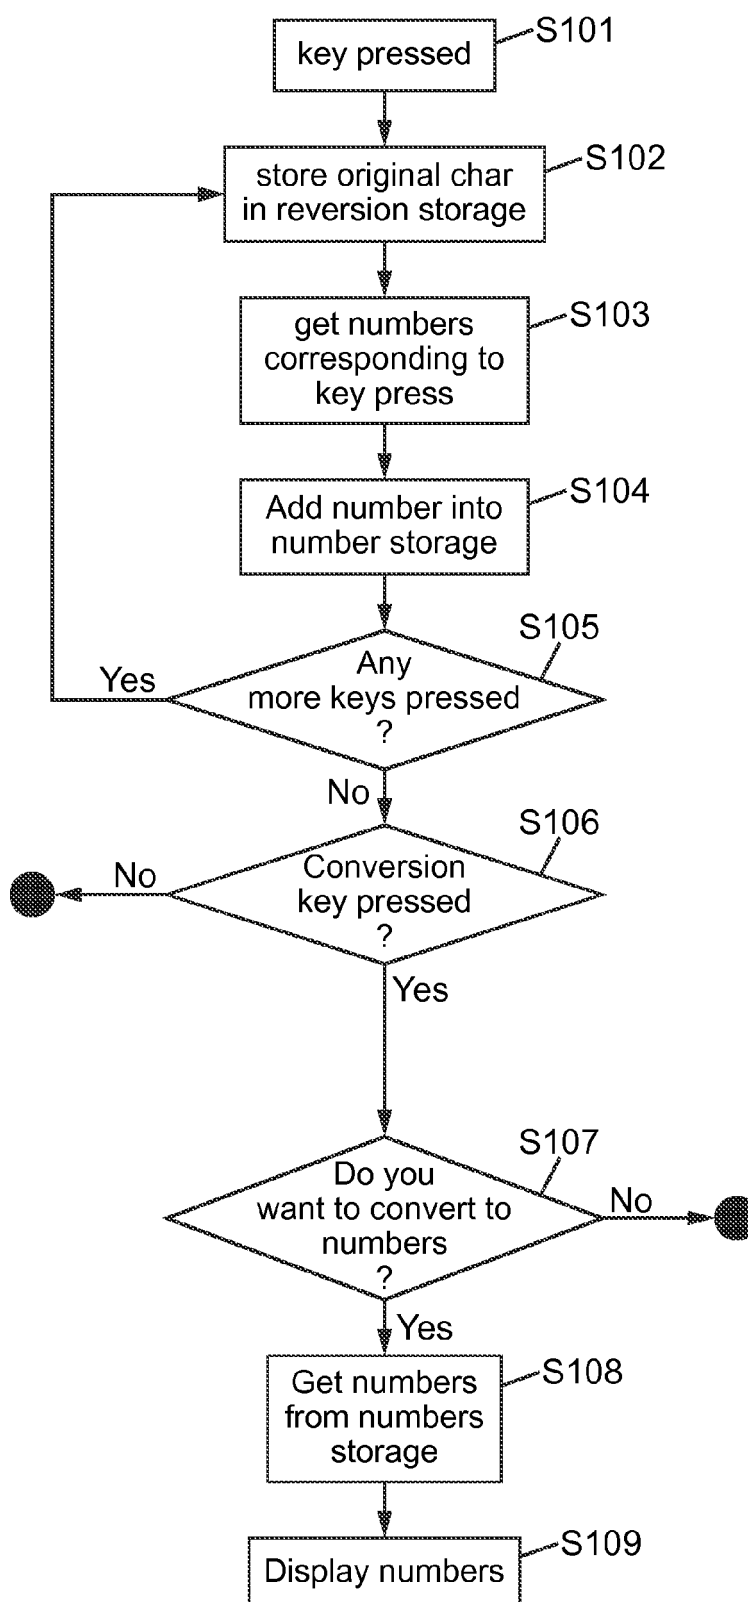 key pressed
S101
store original char
in reversion storage
S102
get numbers
corresponding to
key press
S103
Add number into
number storage
S104
Any
more keys pressed
?
S105
Yes
No
Conversion
key pressed
?
S106
No
Yes
Do you
want to convert to
numbers
?
S107
No
Yes
Get numbers
from numbers
storage
S108
Display numbers
S109